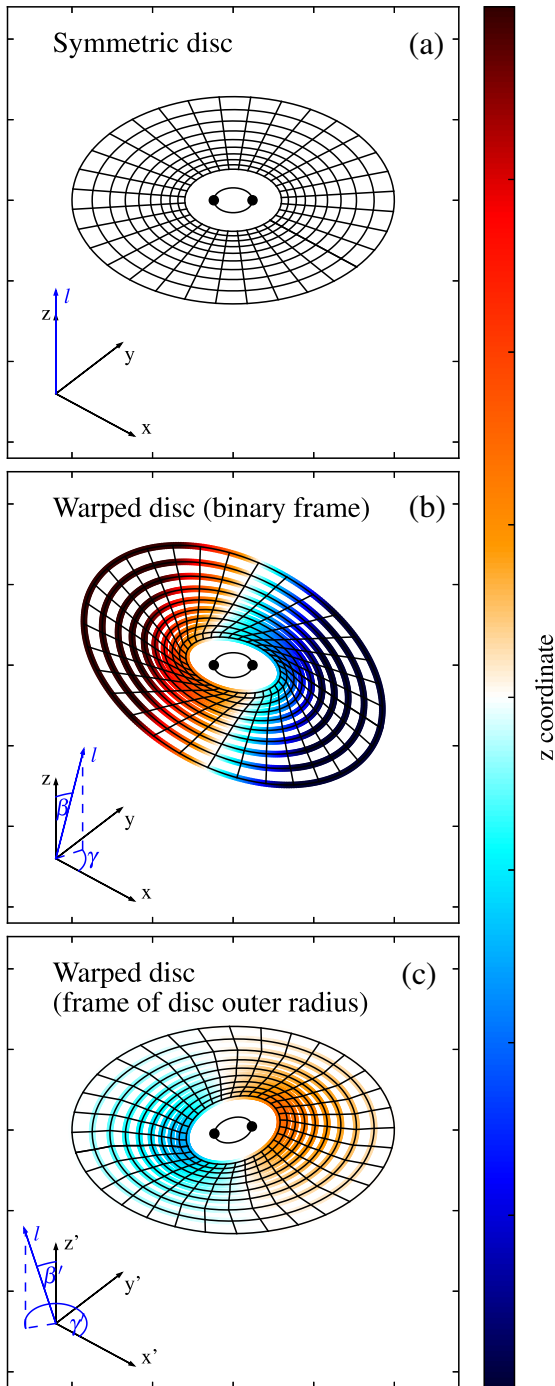 Symmetric disc (a)
l
z
y
x
Warped disc (binary frame) (b)
l
z
β
y
γ
x
Warped disc (c)
(frame of disc outer radius)
l
z'
β'
y'
γ'
x'
z coordinate